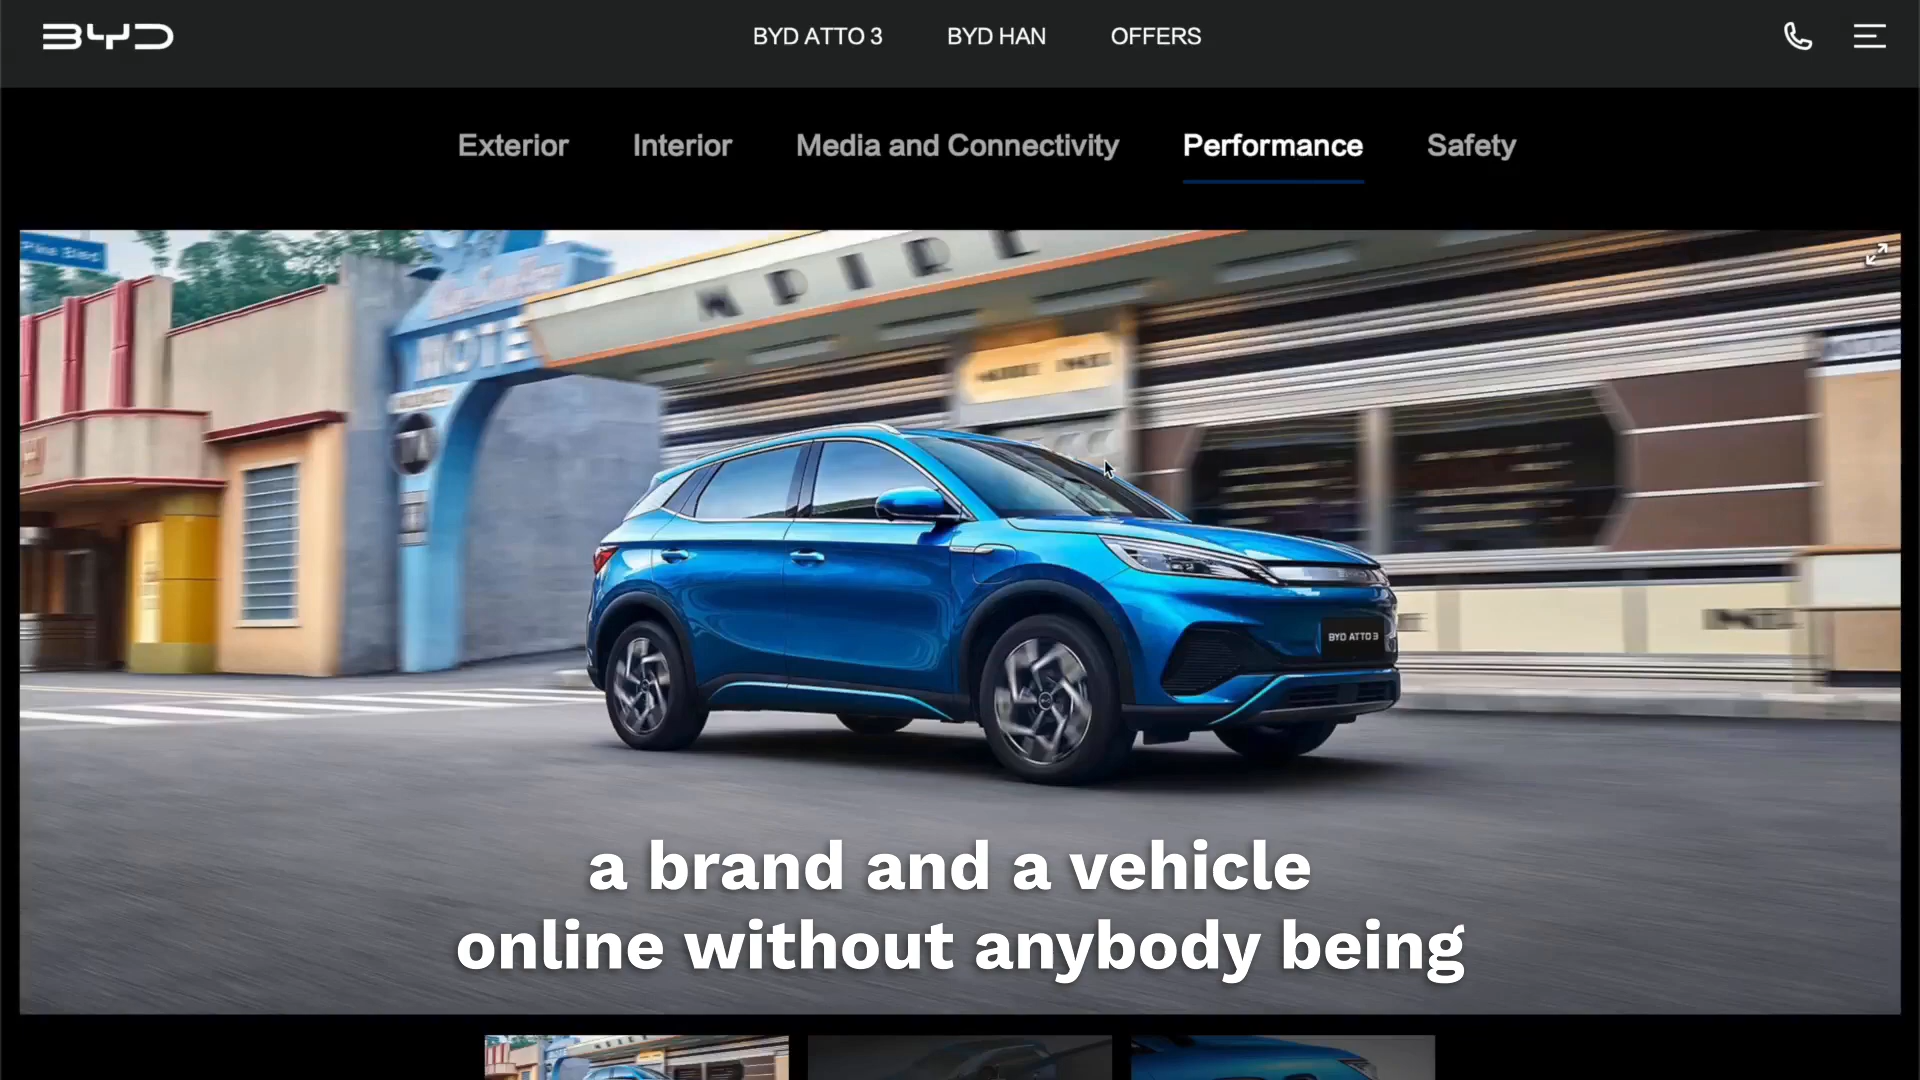 BYD
BYD ATTO 3
BYD HAN
OFFERS
Exterior
Interior
Media and Connectivity
Performance
Safety
MOTE
BYD ATTO 3
a brand and a vehicle
online without anybody being